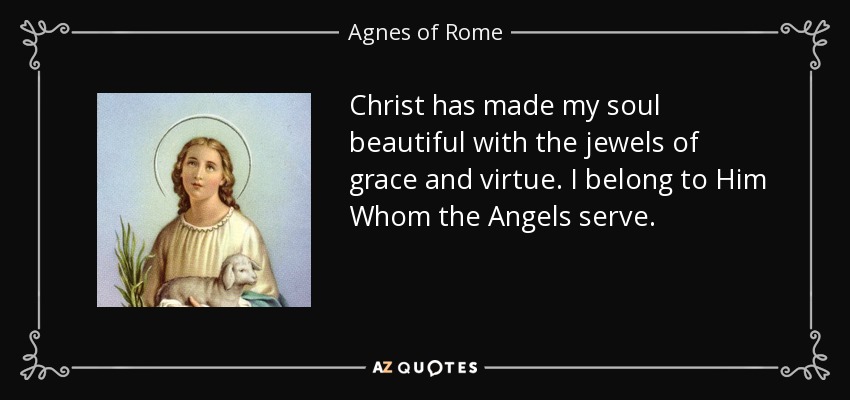 Agnes of Rome
Christ has made my soul
beautiful with the jewels of
grace and virtue. I belong to Him
Whom the Angels serve.
AZ QUOTES